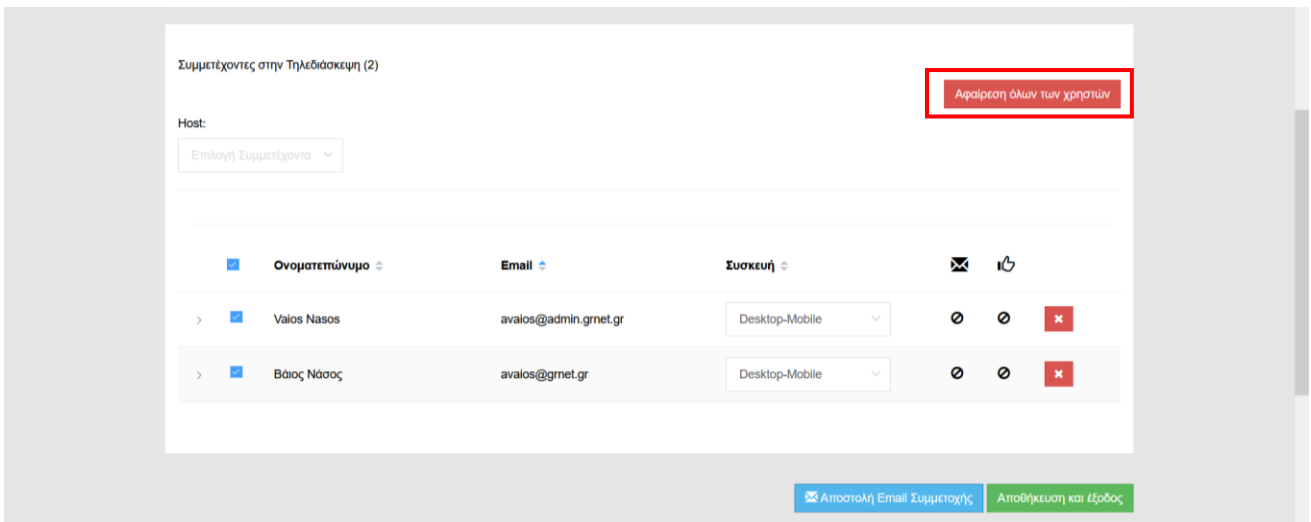 Συμμετέχοντες στην Τηλεδιάσκεψη (2)
Αφαίρεση όλων των χρηστών
Host:
Επιλογή Συμμετέχοντα
Ονοματεπώνυμο Email Συσκευή
Vaios Nasos avaios@admin.grnet.gr Desktop-Mobile
Βάιος Νάσος avaios@grnet.gr Desktop-Mobile
Αποστολή Email Συμμετοχής Αποθήκευση και έξοδος